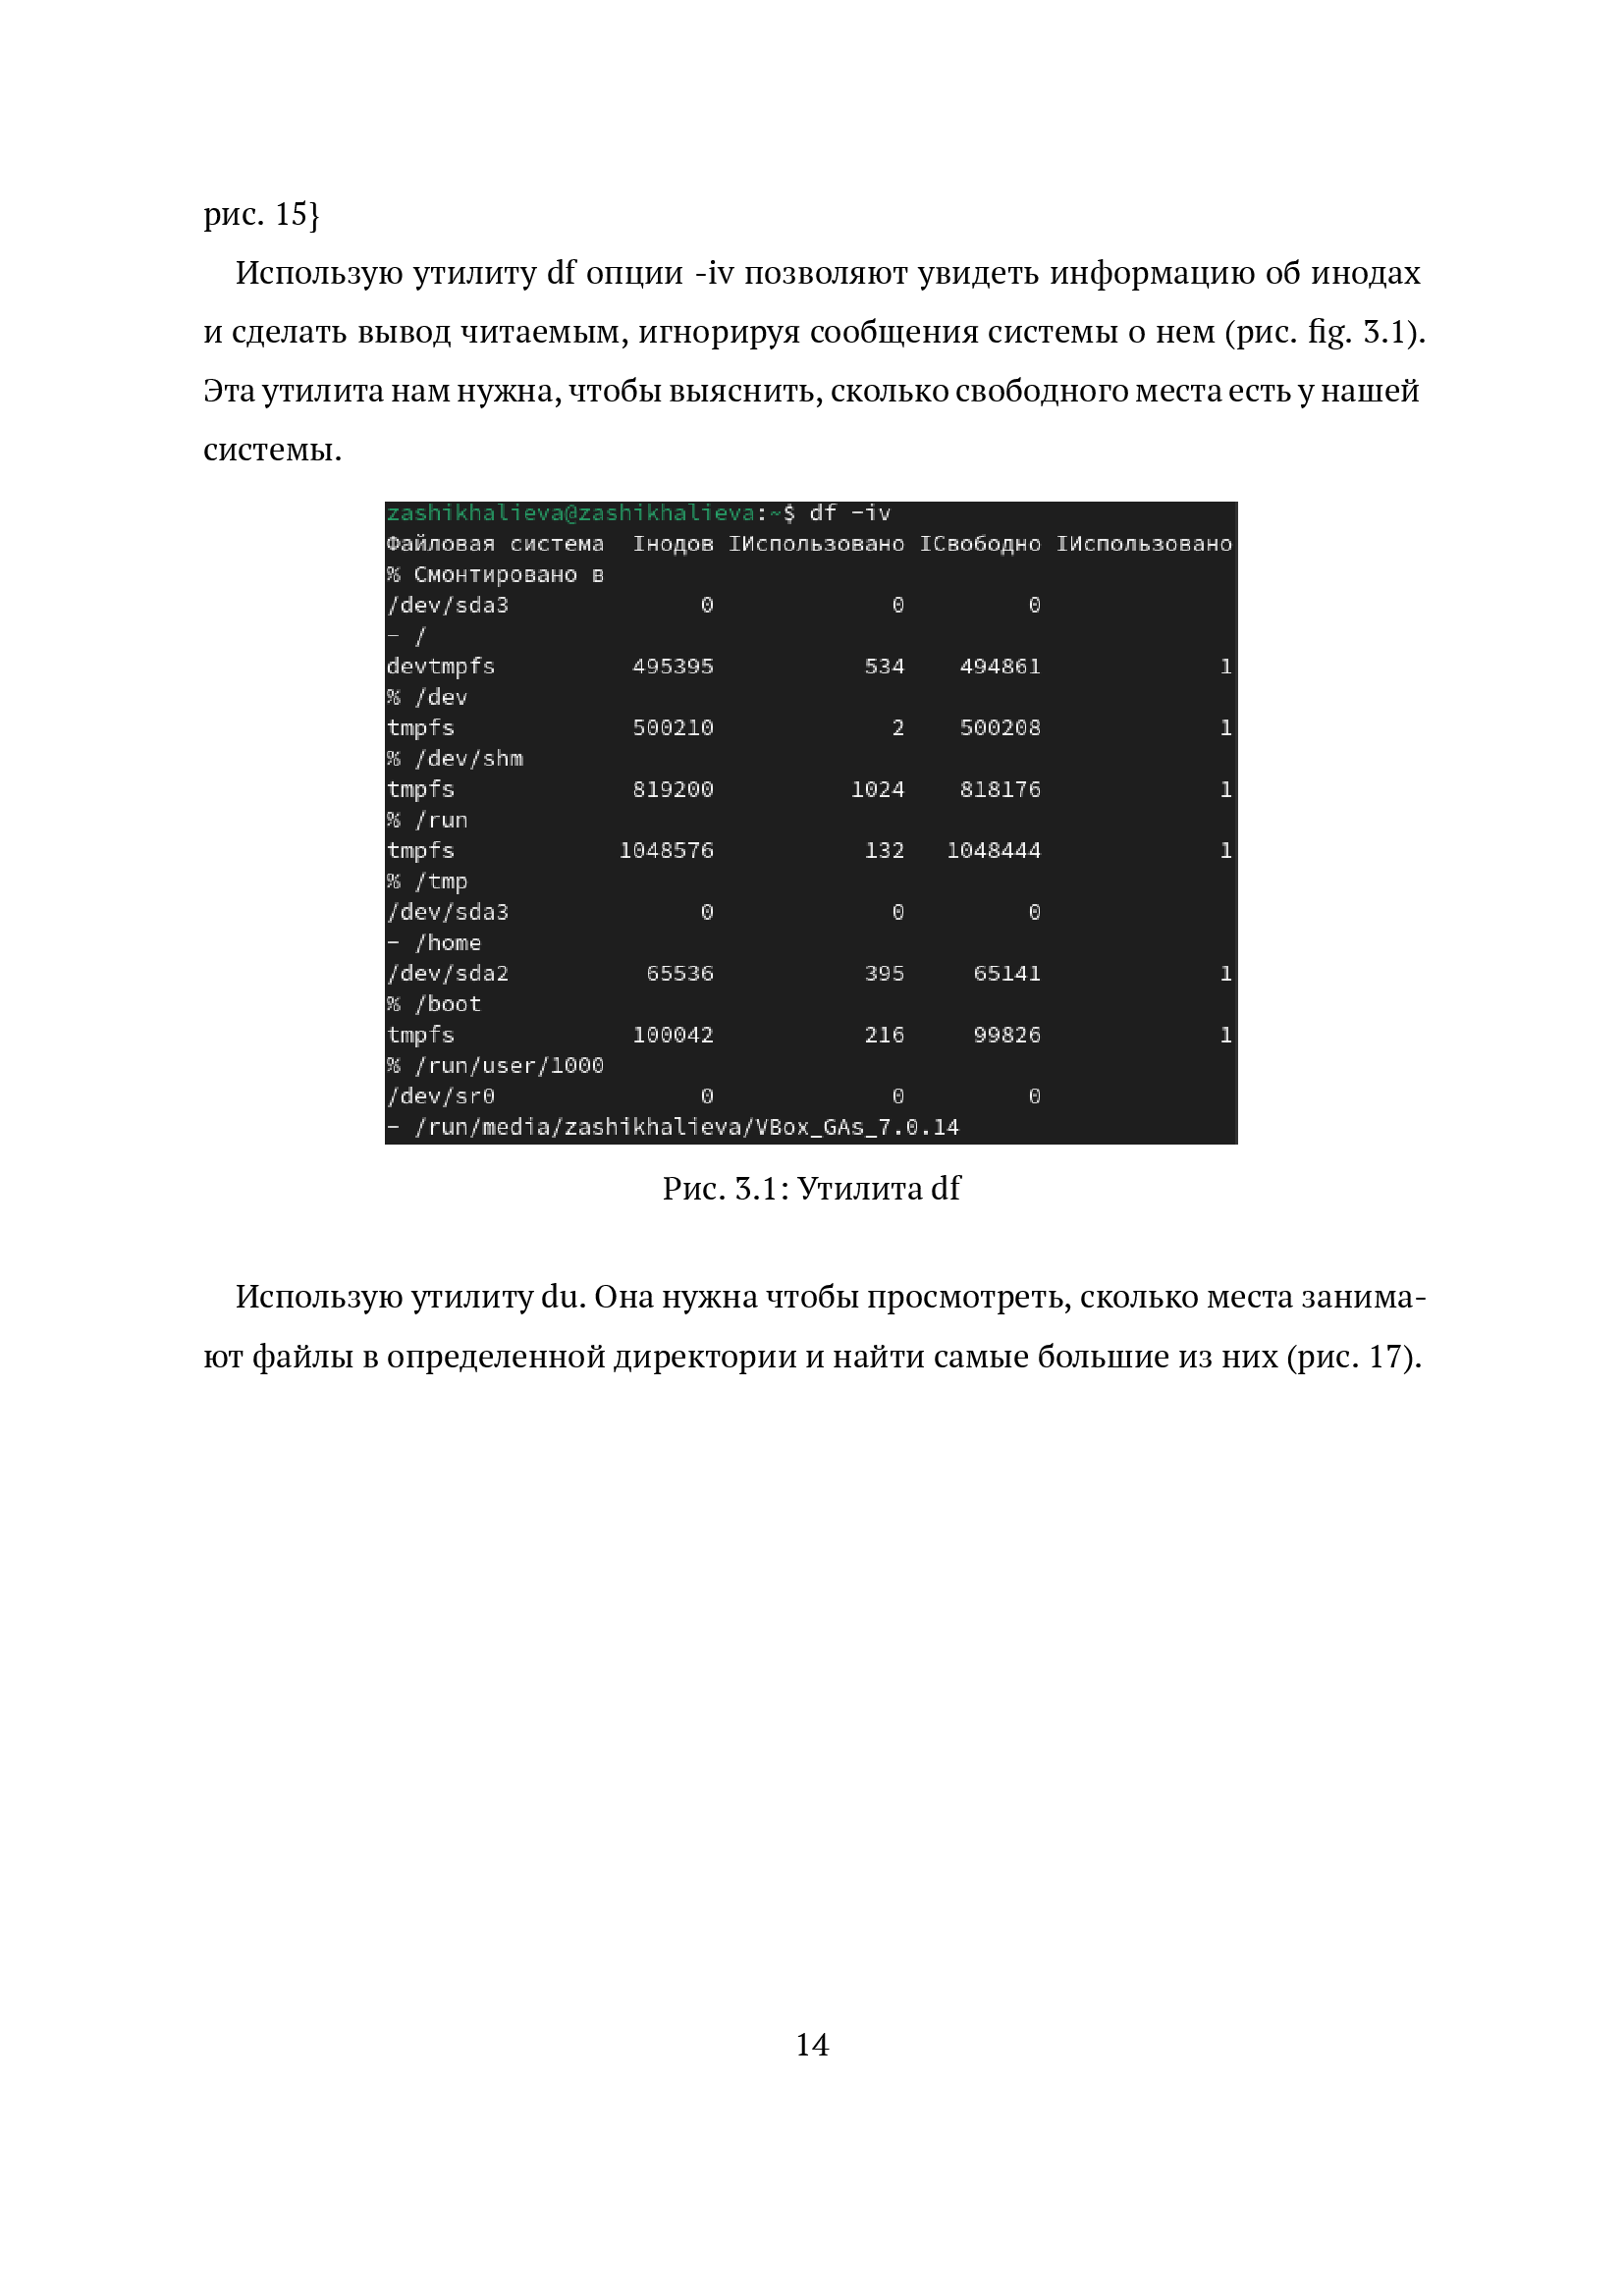 рис. 15}
Использую утилиту df опции -iv позволяют увидеть информацию об инодах
и сделать вывод читаемым, игнорируя сообщения системы о нем (рис. fig. 3.1).
Эта утилита нам нужна, чтобы выяснить, сколько свободного места есть у нашей
системы.
zashikhalieva@zashikhalieva:~$ df -iv
Файловая система  Iнодов IИспользовано IСвободно IИспользовано
% Смонтировано в
/dev/sda3 0 0 0
- /
devtmpfs 495395 534 494861 1
% /dev
tmpfs 500210 2 500208 1
% /dev/shm
tmpfs 819200 1024 818176 1
% /run
tmpfs 1048576 132 1048444 1
% /tmp
/dev/sda3 0 0 0
- /home
/dev/sda2 65536 395 65141 1
% /boot
tmpfs 100042 216 99826 1
% /run/user/1000
/dev/sr0 0 0 0
- /run/media/zashikhalieva/VBox_GAs_7.0.14
Рис. 3.1: Утилита df
Использую утилиту du. Она нужна чтобы просмотреть, сколько места занима-
ют файлы в определенной директории и найти самые большие из них (рис. 17).
14